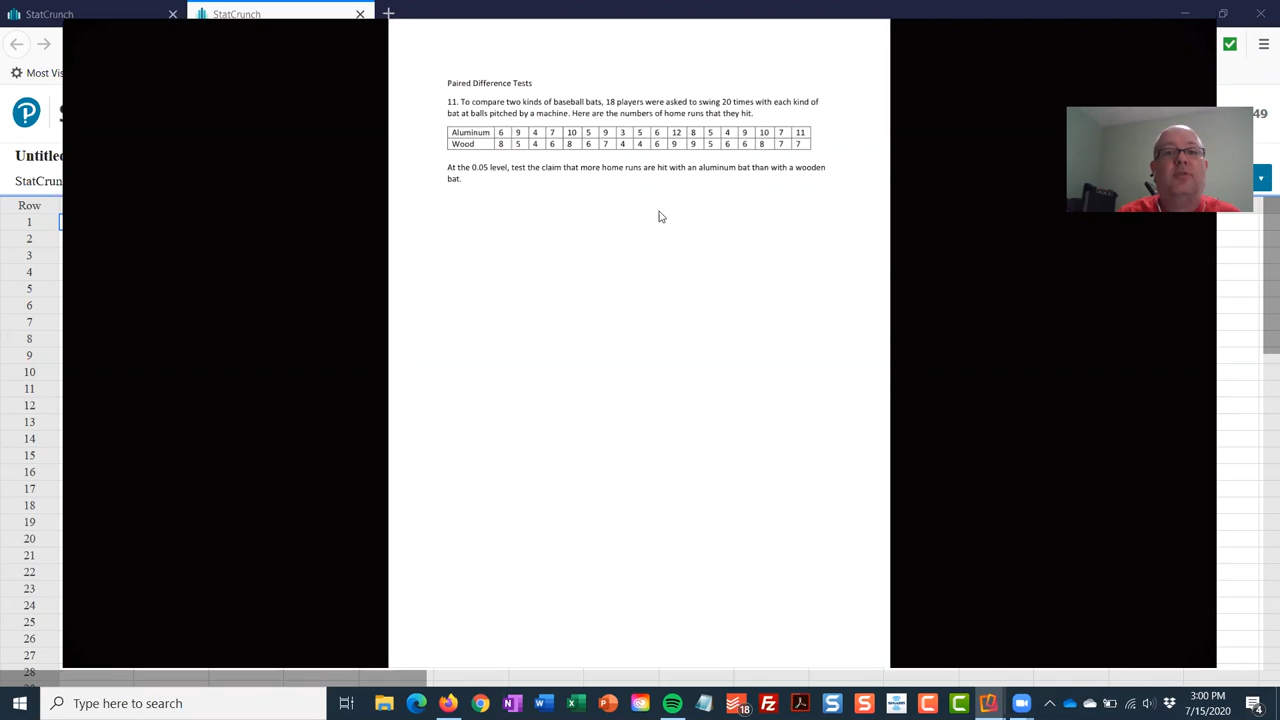 StatCrunch
StatCrunch
Most Vis
49
Untitled
StatCrun
Row
1
2
3
4
5
6
7
8
9
10
11
12
13
14
15
16
17
18
19
20
21
22
23
24
25
26
27
28
Paired Difference Tests
11. To compare two kinds of baseball bats, 18 players were asked to swing 20 times with each kind of
bat at balls pitched by a machine. Here are the numbers of home runs that they hit.
Aluminum 6 9 4 7 10 5 9 3 5 6 12 8 5 4 9 10 7 11
Wood 8 5 4 6 8 6 7 4 4 6 9 9 5 6 6 8 7 7
At the 0.05 level, test the claim that more home runs are hit with an aluminum bat than with a wooden
bat.
Type here to search
18
3:00 PM
7/15/2020
4